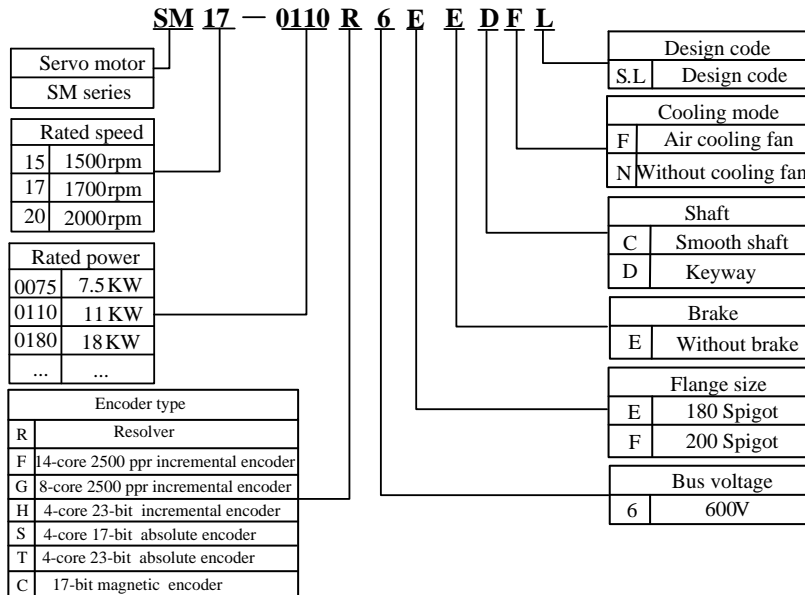 SM 17 — 0110 R 6 E E D F L
Servo motor
SM series
Rated speed
15 1500rpm
17 1700rpm
20 2000rpm
Rated power
0075 7.5 KW
0110 11 KW
0180 18 KW
... ...
Encoder type
R Resolver
F 14-core 2500 ppr incremental encoder
G 8-core 2500 ppr incremental encoder
H 4-core 23-bit incremental encoder
S 4-core 17-bit absolute encoder
T 4-core 23-bit absolute encoder
C 17-bit magnetic encoder
Design code
S.L Design code
Cooling mode
F Air cooling fan
N Without cooling fan
Shaft
C Smooth shaft
D Keyway
Brake
E Without brake
Flange size
E 180 Spigot
F 200 Spigot
Bus voltage
6 600V